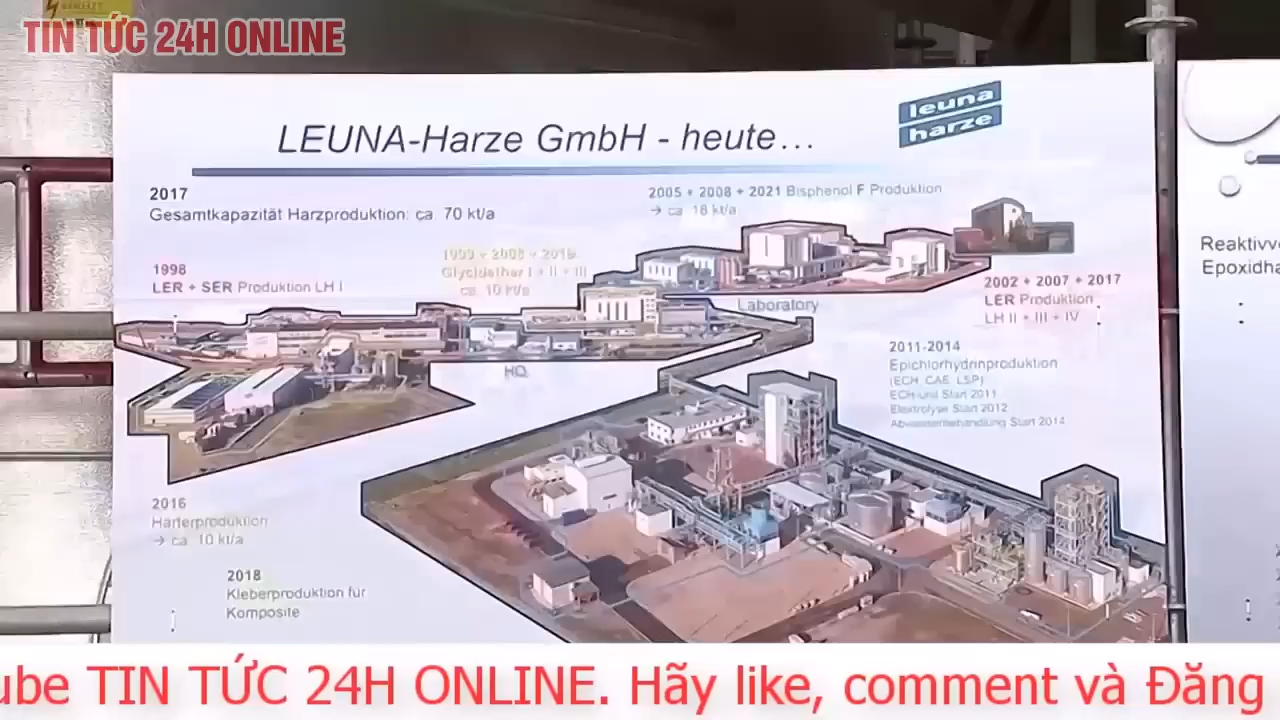 TIN TỨC 24H ONLINE
leuna
harze
LEUNA-Harze GmbH - heute...
2017
Gesamtkapazität Harzproduktion: ca. 70 kt/a
2005 + 2008 + 2021 Bisphenol F Produktion
→ ca. 18 kt/a
1998
LER + SER Produktion LH I
Glycidether I + II + III
ca. 10 kt/a
Laboratory
2002 + 2007 + 2017
LER Produktion
LH II + III + IV
HQ
2011-2014
Epichlorhydrinproduktion
(ECH, CAE, LSP)
ECH-unit Start 2011
Elektrolyse Start 2012
Abwasserbehandlung Start 2014
2016
Härterproduktion
→ ca. 10 kt/a
2018
Kleberproduktion für
Komposite
Reaktivv
Epoxidha
ube TIN TỨC 24H ONLINE. Hãy like, comment và Đăng